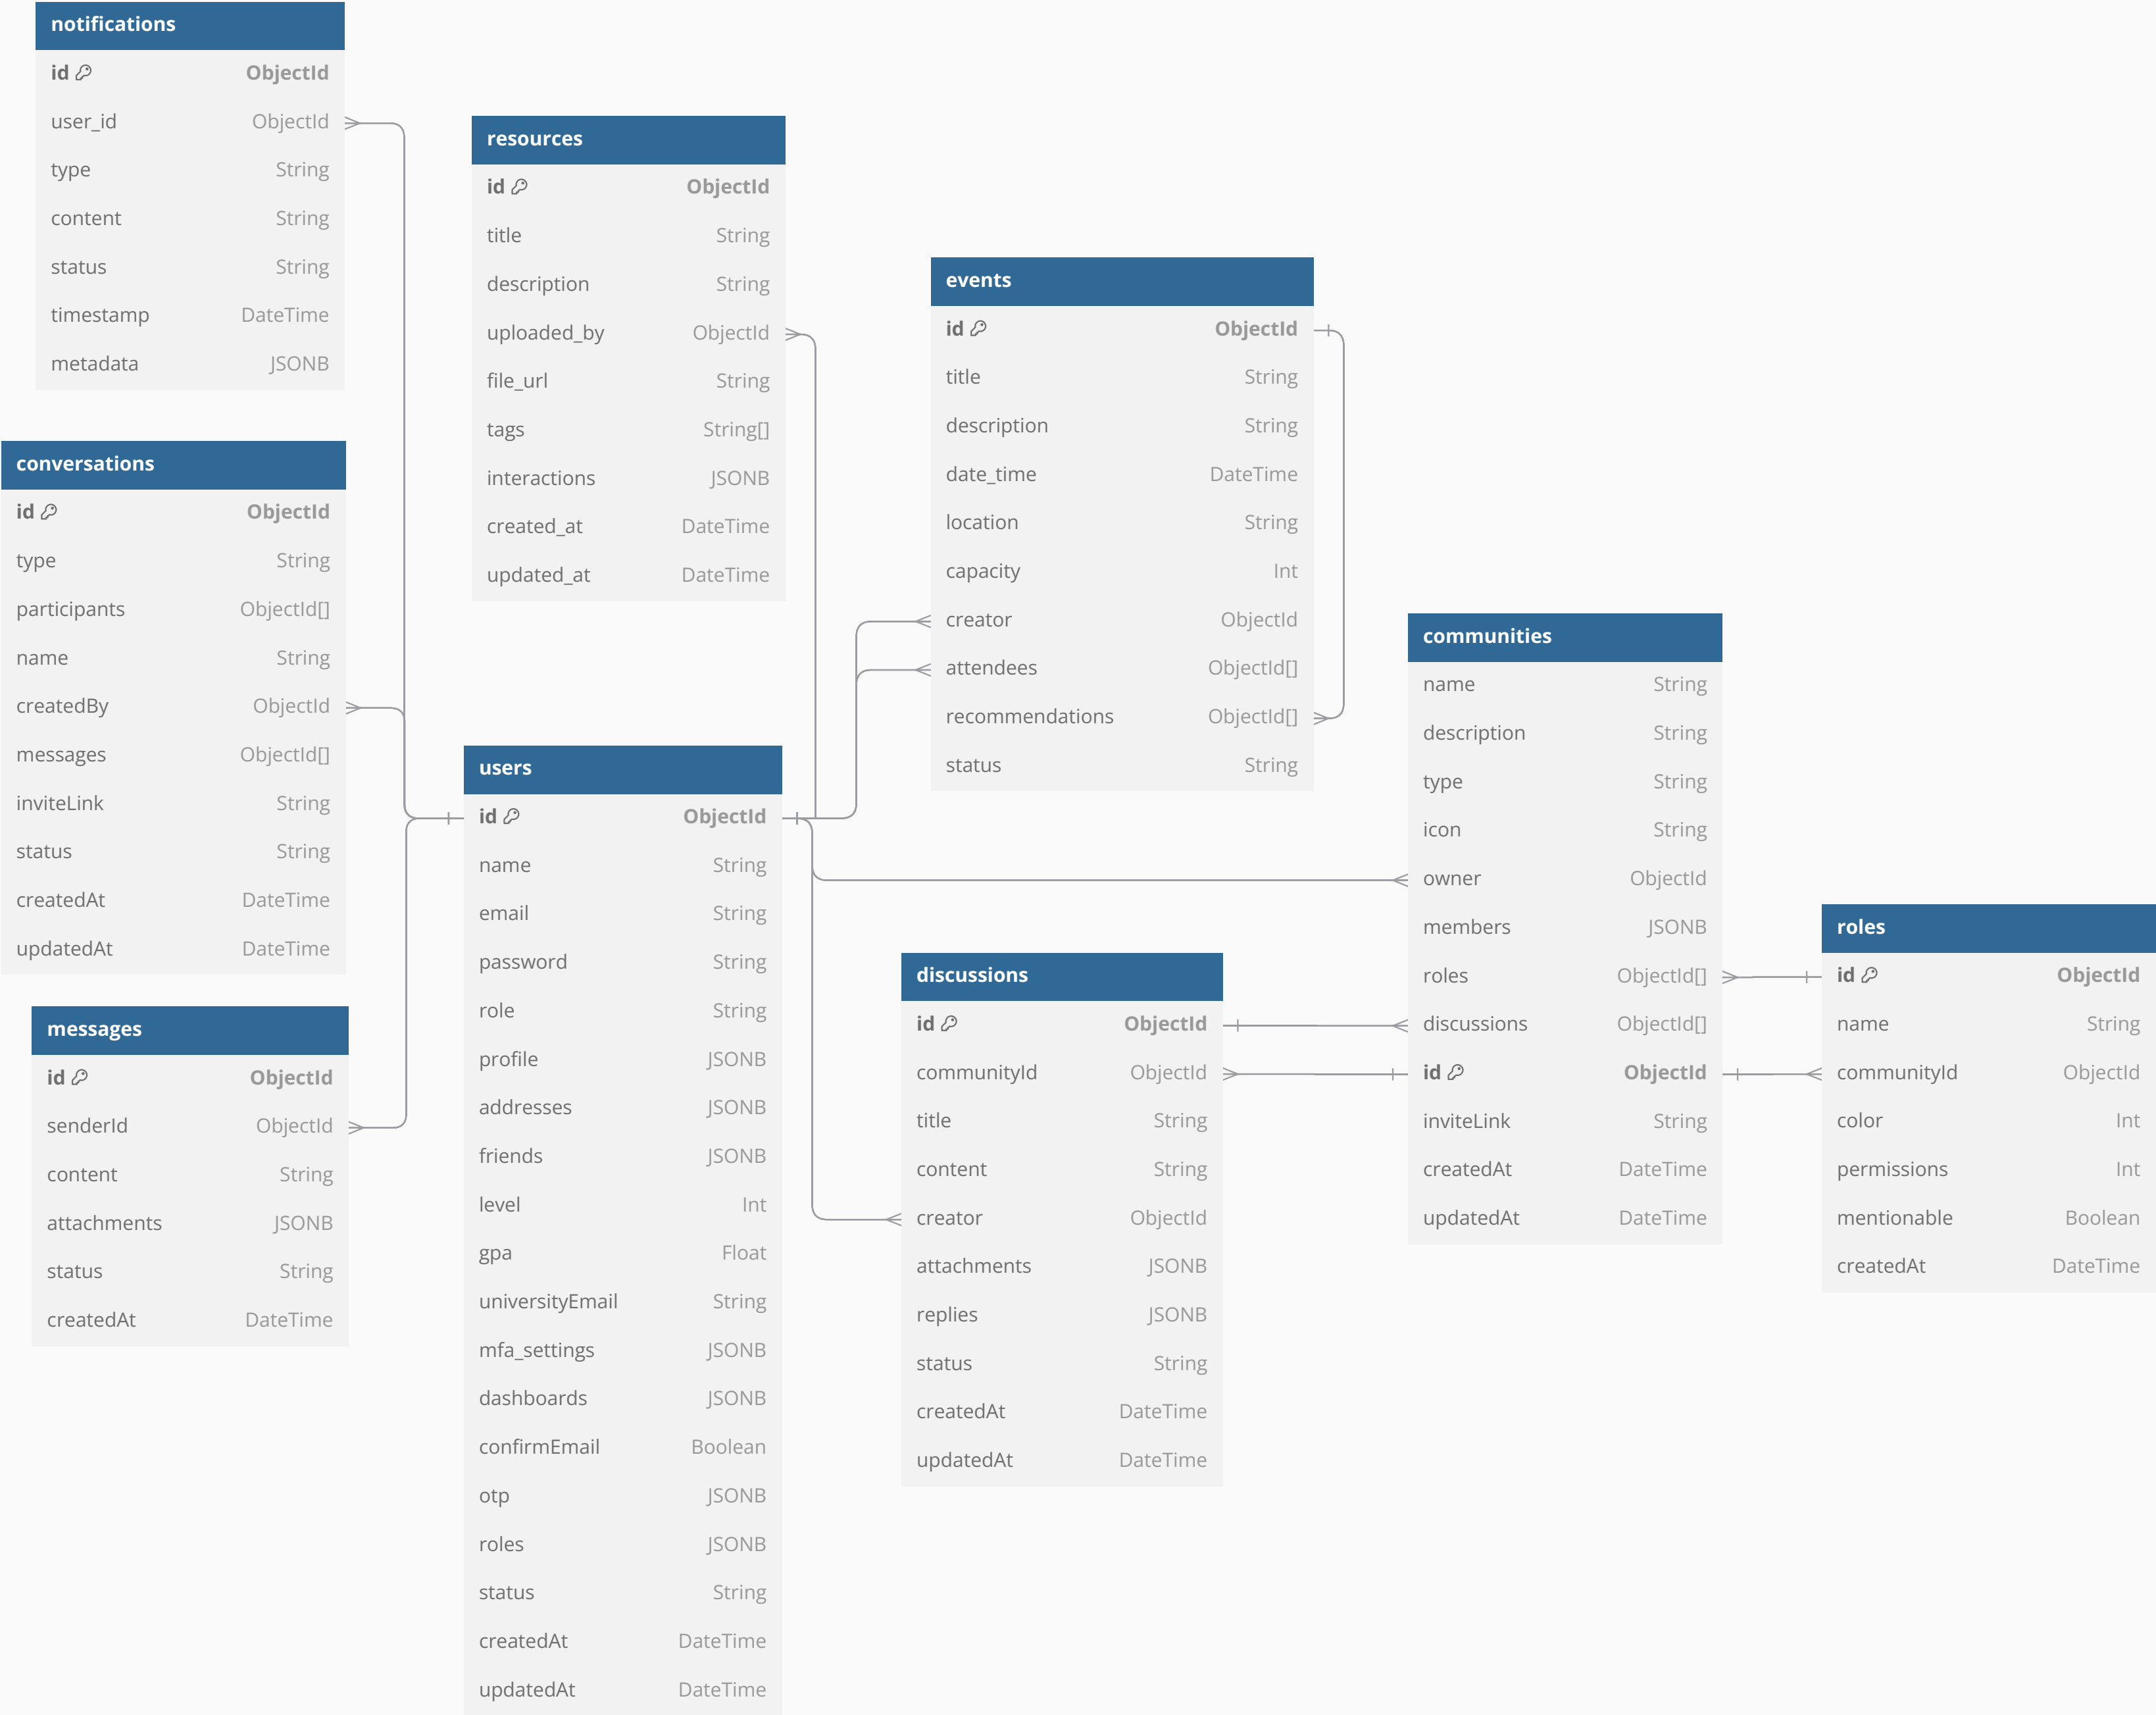 notifications
id ObjectId
user_id ObjectId
type String
content String
status String
timestamp DateTime
metadata JSONB
conversations
id ObjectId
type String
participants ObjectId[]
name String
createdBy ObjectId
messages ObjectId[]
inviteLink String
status String
createdAt DateTime
updatedAt DateTime
messages
id ObjectId
senderId ObjectId
content String
attachments JSONB
status String
createdAt DateTime
resources
id ObjectId
title String
description String
uploaded_by ObjectId
file_url String
tags String[]
interactions JSONB
created_at DateTime
updated_at DateTime
users
id ObjectId
name String
email String
password String
role String
profile JSONB
addresses JSONB
friends JSONB
level Int
gpa Float
universityEmail String
mfa_settings JSONB
dashboards JSONB
confirmEmail Boolean
otp JSONB
roles JSONB
status String
createdAt DateTime
updatedAt DateTime
events
id ObjectId
title String
description String
date_time DateTime
location String
capacity Int
creator ObjectId
attendees ObjectId[]
recommendations ObjectId[]
status String
discussions
id ObjectId
communityId ObjectId
title String
content String
creator ObjectId
attachments JSONB
replies JSONB
status String
createdAt DateTime
updatedAt DateTime
communities
name String
description String
type String
icon String
owner ObjectId
members JSONB
roles ObjectId[]
discussions ObjectId[]
id ObjectId
inviteLink String
createdAt DateTime
updatedAt DateTime
roles
id ObjectId
name String
communityId ObjectId
color Int
permissions Int
mentionable Boolean
createdAt DateTime